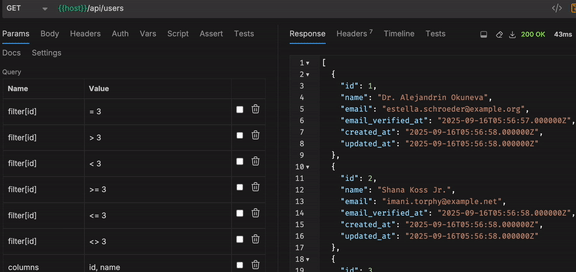 GET {{host}}/api/users </>
Params Body Headers Auth Vars Script Assert Tests
Docs Settings
Query
Name Value
filter[id] = 3
filter[id] > 3
filter[id] < 3
filter[id] >= 3
filter[id] <= 3
filter[id] <> 3
columns id, name
Response Headers 7 Timeline Tests 200 OK 43ms
1 [
2 {
3 "id": 1,
4 "name": "Dr. Alejandrin Okuneva",
5 "email": "estella.schroeder@example.org",
6 "email_verified_at": "2025-09-16T05:56:57.000000Z",
7 "created_at": "2025-09-16T05:56:58.000000Z",
8 "updated_at": "2025-09-16T05:56:58.000000Z"
9 },
10 {
11 "id": 2,
12 "name": "Shana Koss Jr.",
13 "email": "imani.torphy@example.net",
14 "email_verified_at": "2025-09-16T05:56:58.000000Z",
15 "created_at": "2025-09-16T05:56:58.000000Z",
16 "updated_at": "2025-09-16T05:56:58.000000Z"
17 },
18 {
19 "id": 3